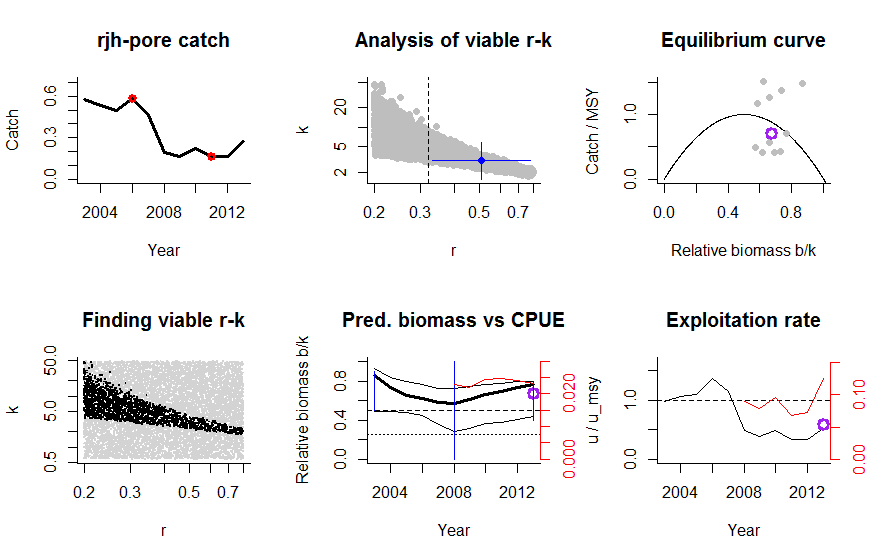 rjh-pore catch
Catch
0.0 0.3 0.6
2004 2008 2012
Year
Analysis of viable r-k
k
2 5 20
0.2 0.3 0.5 0.7
r
Equilibrium curve
Catch / MSY
0.0 1.0
0.0 0.4 0.8
Relative biomass b/k
Finding viable r-k
k
0.5 5.0 50.0
0.2 0.3 0.5 0.7
r
Pred. biomass vs CPUE
Relative biomass b/k
0.0 0.4 0.8
0.000 0.020
2004 2008 2012
Year
Exploitation rate
u / u_msy
0.0 1.0
0.00 0.10
2004 2008 2012
Year